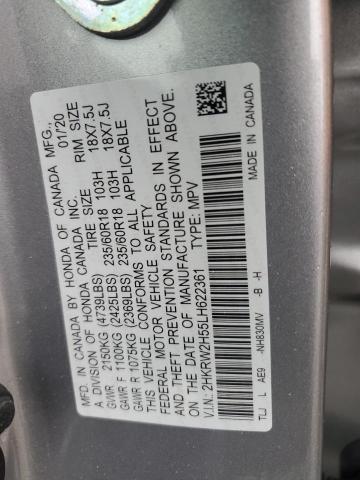 MFD. IN CANADA BY HONDA OF CANADA MFG.,
A DIVISION OF HONDA CANADA INC. 01/20
TIRE SIZE RIM SIZE
GVWR 2150KG (4739LBS)
GAWR F 1100KG (2425LBS) 235/60R18 103H 18X7.5J
GAWR R 1075KG (2369LBS) 235/60R18 103H 18X7.5J
THIS VEHICLE CONFORMS TO ALL APPLICABLE
FEDERAL MOTOR VEHICLE SAFETY
AND THEFT PREVENTION STANDARDS IN EFFECT
ON THE DATE OF MANUFACTURE SHOWN ABOVE.
V.I.N.: 2HKRW2H55LH622361 TYPE: MPV
TLJ L AE9 -NH830MV -B -H MADE IN CANADA